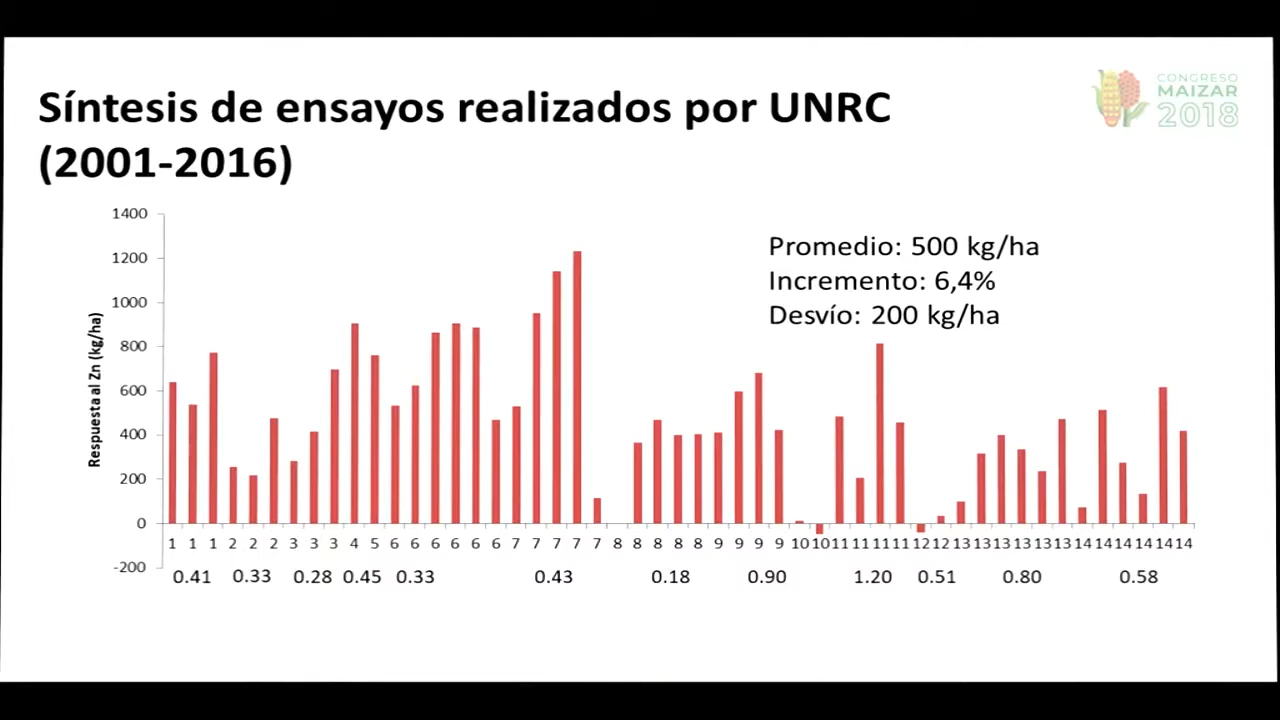 Síntesis de ensayos realizados por UNRC
(2001-2016)
CONGRESO
MAIZAR
2018
Promedio: 500 kg/ha
Incremento: 6,4%
Desvío: 200 kg/ha
Respuesta al Zn (kg/ha)
1400
1200
1000
800
600
400
200
0
-200
1 1 1 2 2 2 3 3 3 4 5 6 6 6 6 6 6 7 7 7 7 7 8 8 8 8 8 9 9 9 9 10 10 11 11 11 11 12 12 13 13 13 13 13 13 14 14 14 14 14 14
0.41 0.33 0.28 0.45 0.33 0.43 0.18 0.90 1.20 0.51 0.80 0.58